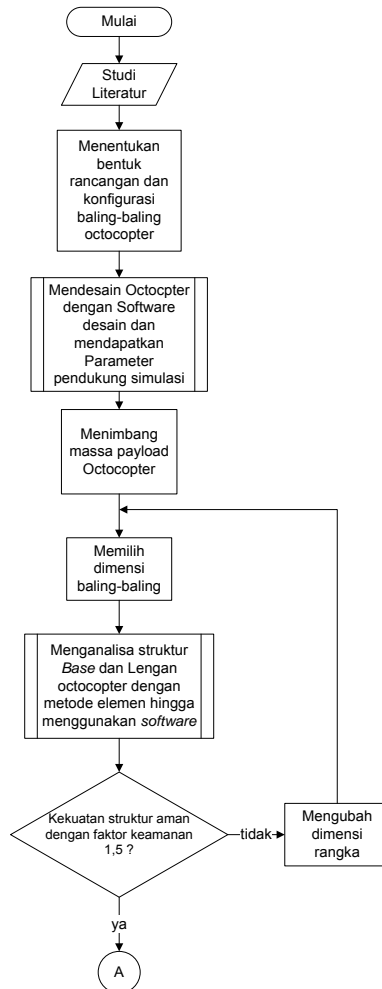 Mulai
Studi
Literatur
Menentukan
bentuk
rancangan dan
konfigurasi
baling-baling
octocopter
Mendesain Octocpter
dengan Software
desain dan
mendapatkan
Parameter
pendukung simulasi
Menimbang
massa payload
Octocopter
Memilih
dimensi
baling-baling
Menganalisa struktur
Base dan Lengan
octocopter dengan
metode elemen hingga
menggunakan software
Kekuatan struktur aman
dengan faktor keamanan
1,5 ?
tidak
Mengubah
dimensi
rangka
ya
A